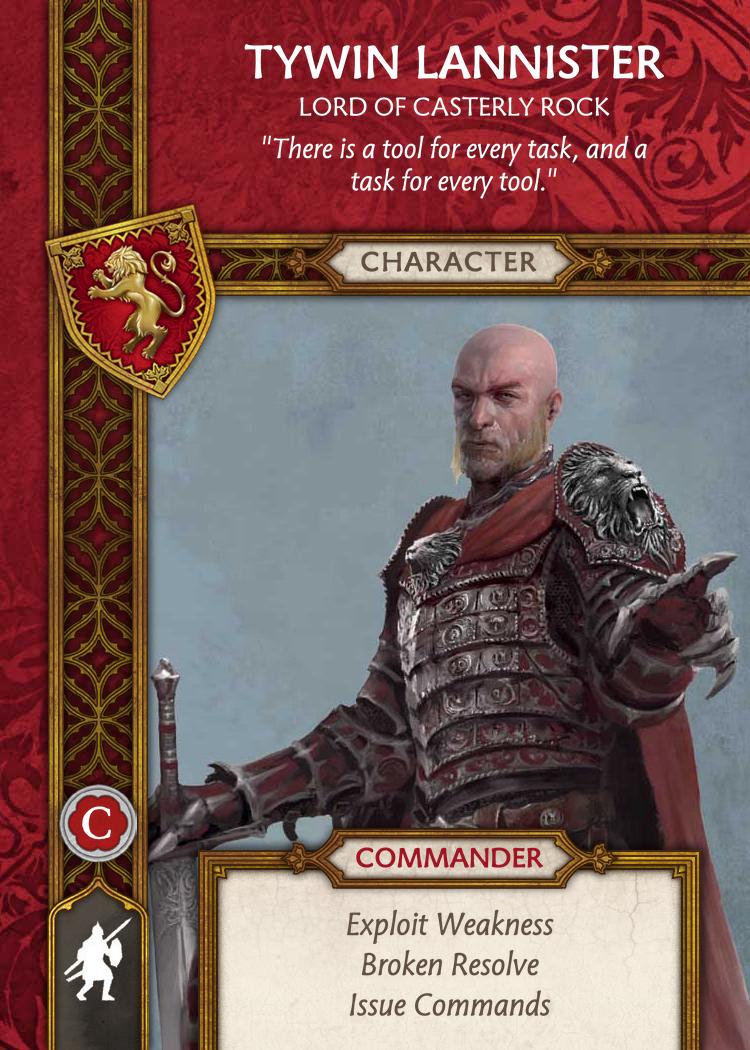 TYWIN LANNISTER
LORD OF CASTERLY ROCK
"There is a tool for every task, and a
task for every tool."
CHARACTER
C
COMMANDER
Exploit Weakness
Broken Resolve
Issue Commands